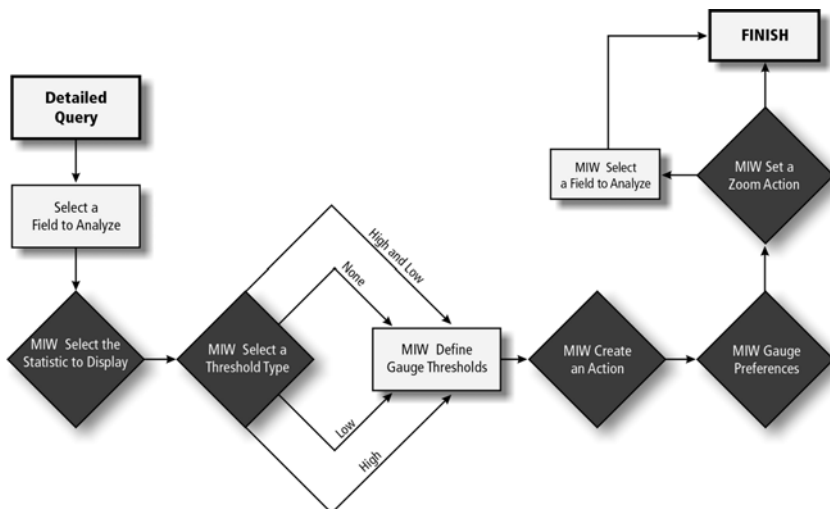 Detailed
Query
Select a
Field to Analyze
MIW Select the
Statistic to Display
MIW Select a
Threshold Type
High and Low
None
Low
High
MIW Define
Gauge Thresholds
MIW Create
an Action
MIW Gauge
Preferences
MIW Set a
Zoom Action
MIW Select
a Field to Analyze
FINISH